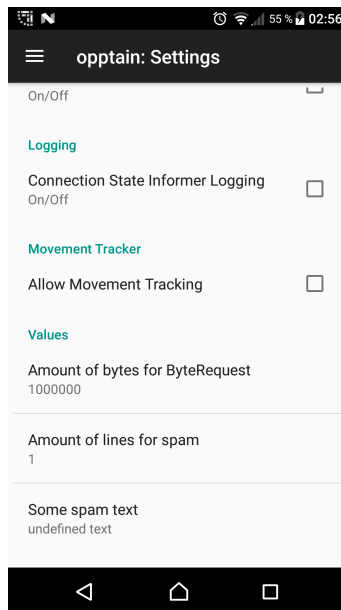 55 % 02:56
opptain: Settings
On/Off
Logging
Connection State Informer Logging
On/Off
Movement Tracker
Allow Movement Tracking
Values
Amount of bytes for ByteRequest
1000000
Amount of lines for spam
1
Some spam text
undefined text